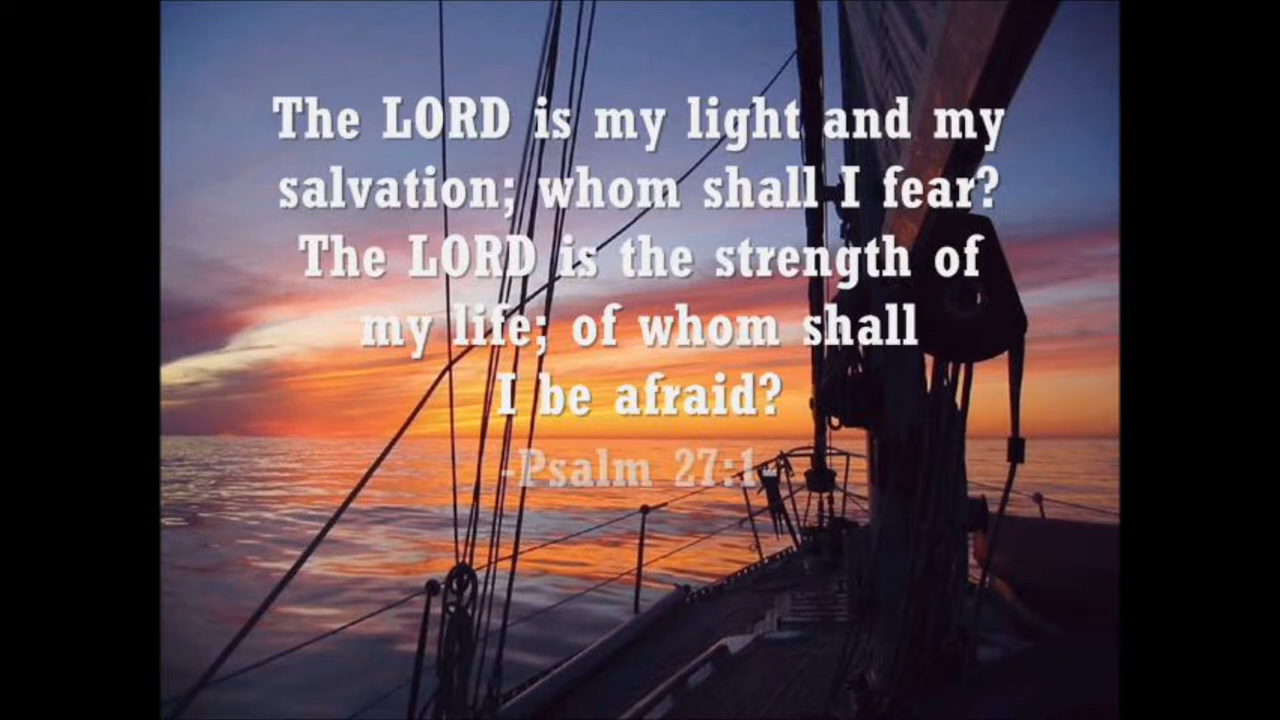 The LORD is my light and my
salvation; whom shall I fear?
The LORD is the strength of
my life; of whom shall
I be afraid?
-Psalm 27:1-